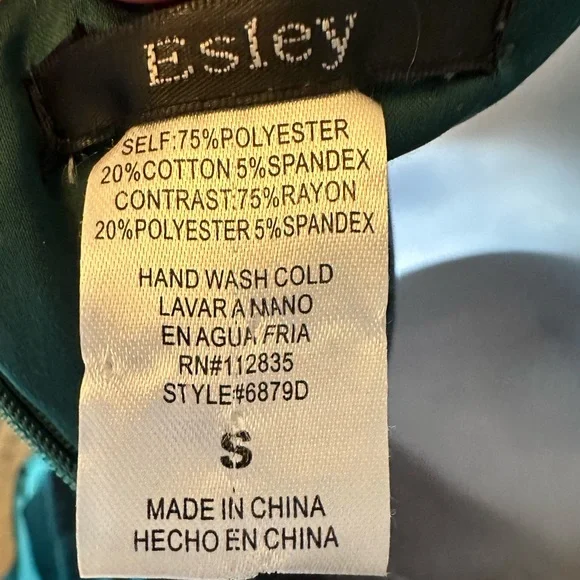 Esley
SELF:75%POLYESTER
20%COTTON 5%SPANDEX
CONTRAST:75%RAYON
20%POLYESTER 5%SPANDEX
HAND WASH COLD
LAVAR A MANO
EN AGUA FRIA
RN#112835
STYLE#6879D
S
MADE IN CHINA
HECHO EN CHINA